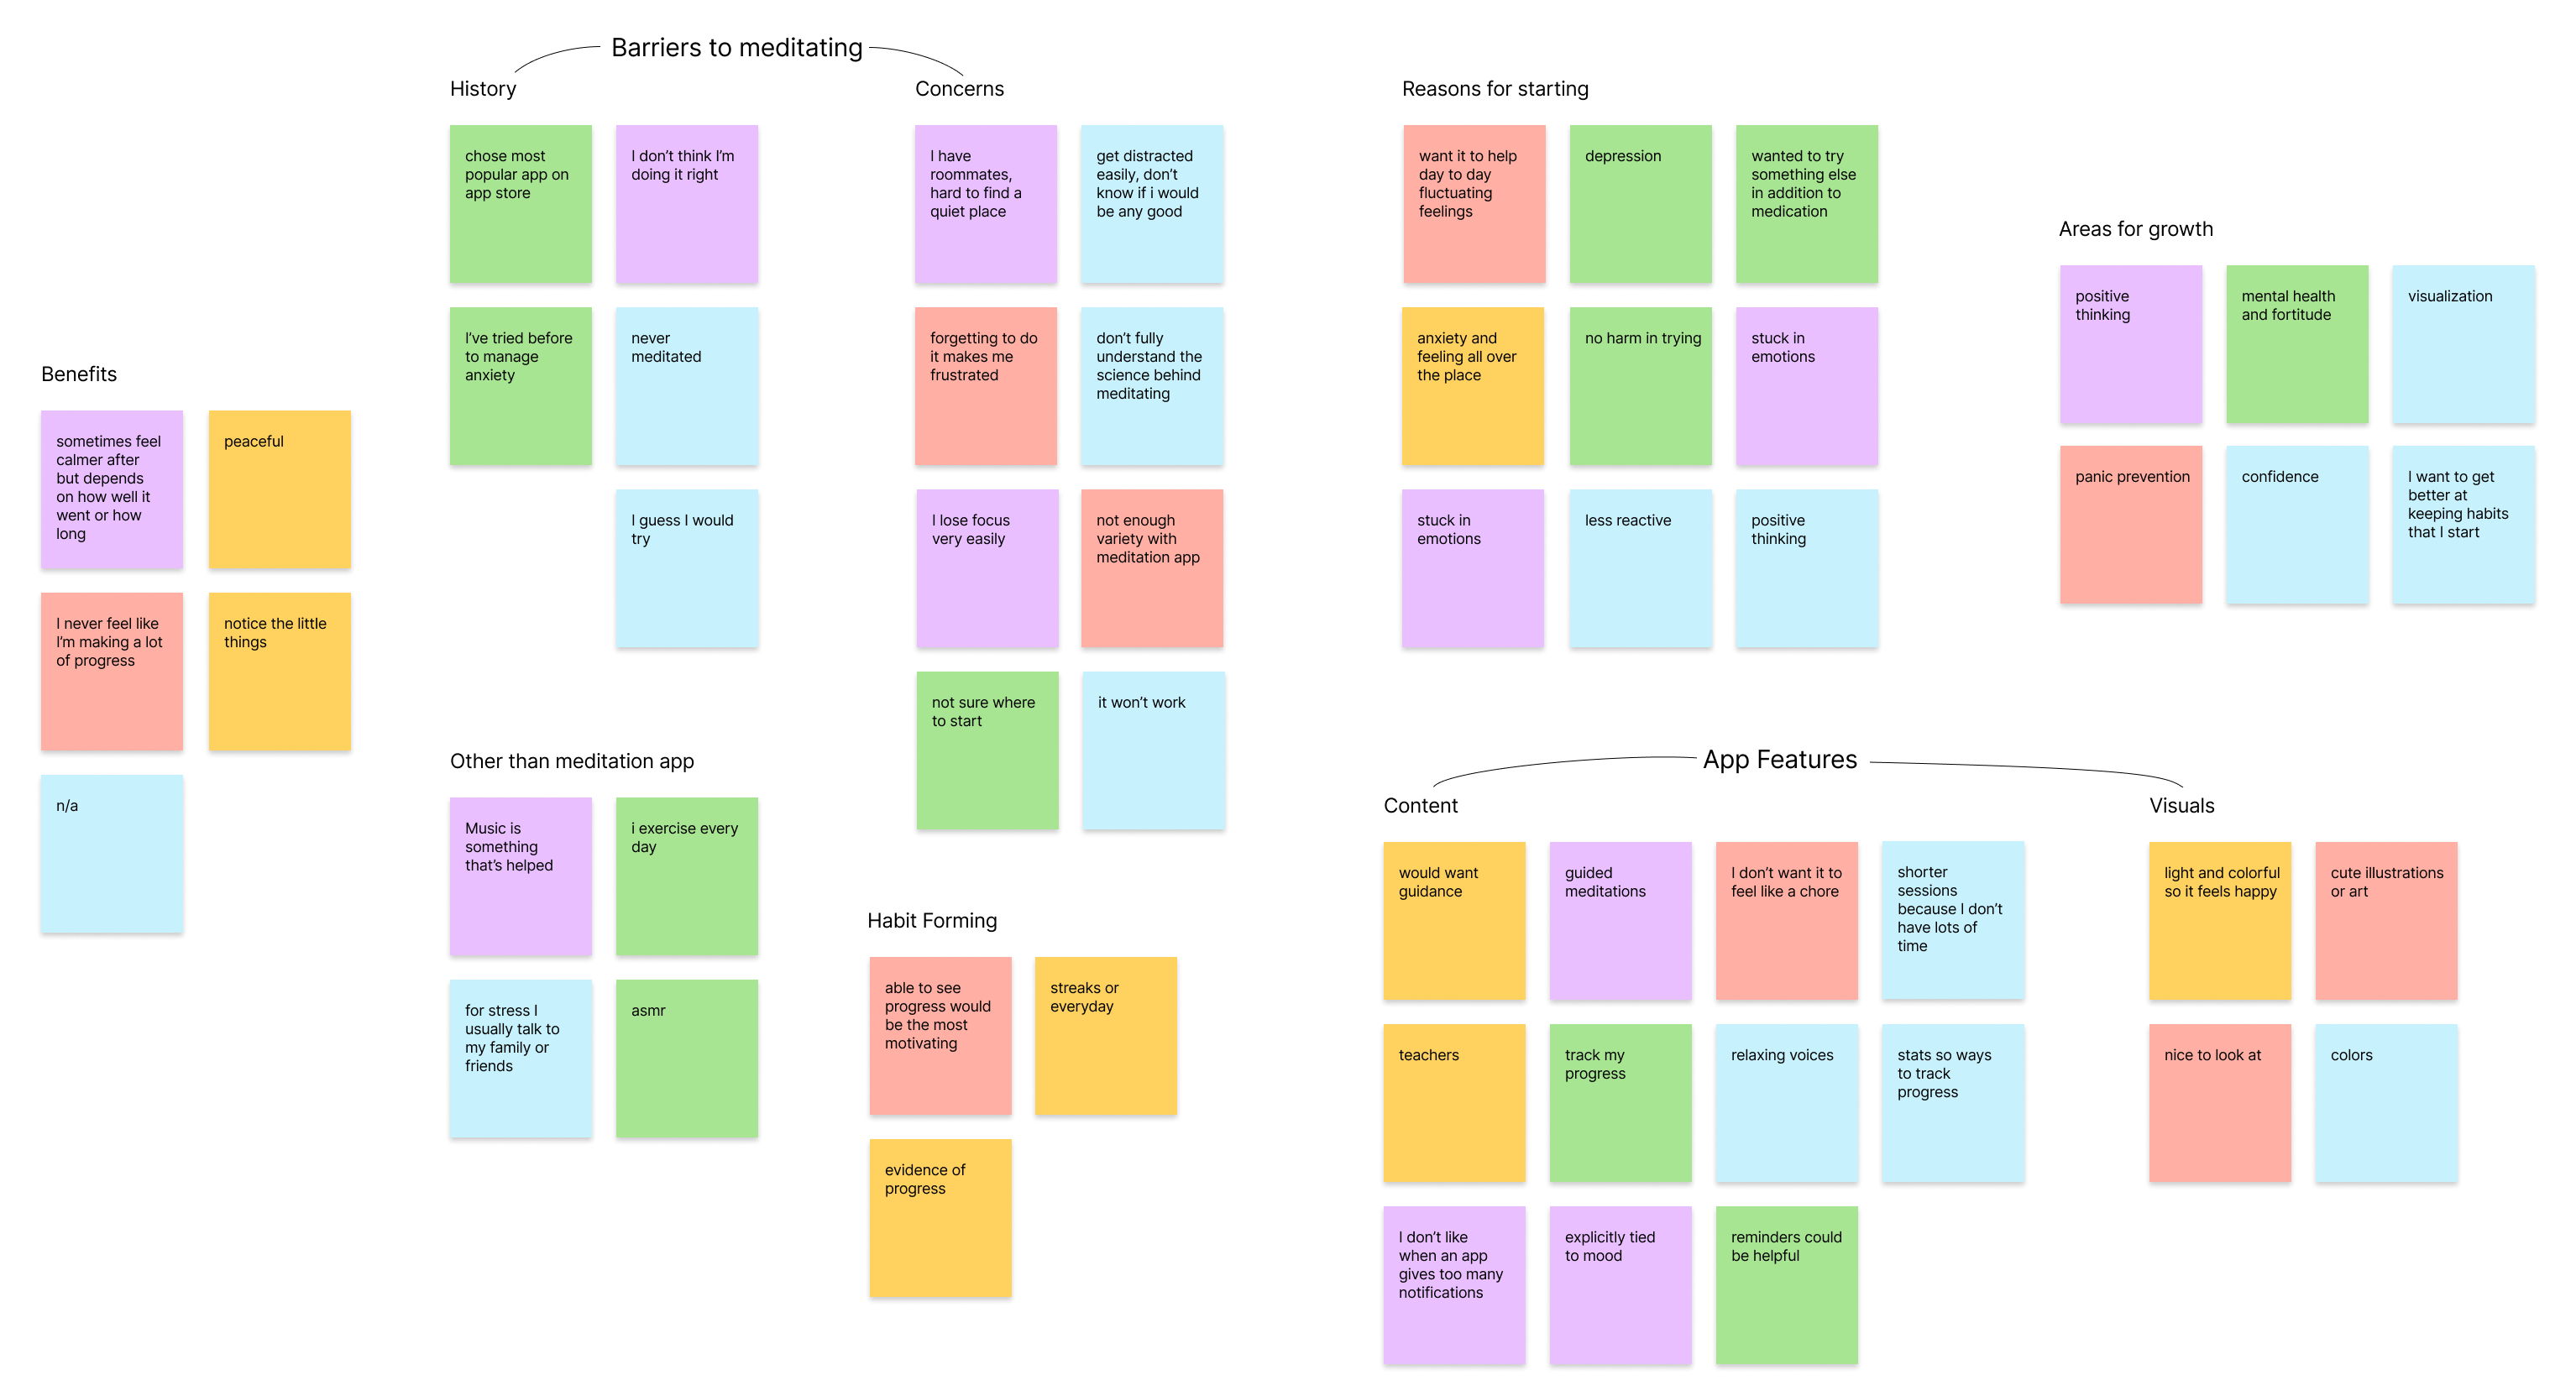 Barriers to meditating
History
chose most
popular app on
app store
I don't think I'm
doing it right
I've tried before
to manage
anxiety
never
meditated
I guess I would
try
Concerns
I have
roommates,
hard to find a
quiet place
get distracted
easily, don't
know if i would
be any good
forgetting to do
it makes me
frustrated
don't fully
understand the
science behind
meditating
I lose focus
very easily
not enough
variety with
meditation app
not sure where
to start
it won't work
Reasons for starting
want it to help
day to day
fluctuating
feelings
depression
wanted to try
something else
in addition to
medication
anxiety and
feeling all over
the place
no harm in trying
stuck in
emotions
stuck in
emotions
less reactive
positive
thinking
Areas for growth
positive
thinking
mental health
and fortitude
visualization
panic prevention
confidence
I want to get
better at
keeping habits
that I start
Benefits
sometimes feel
calmer after
but depends
on how well it
went or how
long
peaceful
I never feel like
I'm making a lot
of progress
notice the little
things
n/a
Other than meditation app
Music is
something
that's helped
i exercise every
day
for stress I
usually talk to
my family or
friends
asmr
Habit Forming
able to see
progress would
be the most
motivating
streaks or
everyday
evidence of
progress
App Features
Content
would want
guidance
guided
meditations
I don't want it to
feel like a chore
shorter
sessions
because I don't
have lots of
time
teachers
track my
progress
relaxing voices
stats so ways
to track
progress
I don't like
when an app
gives too many
notifications
explicitly tied
to mood
reminders could
be helpful
Visuals
light and colorful
so it feels happy
cute illustrations
or art
nice to look at
colors